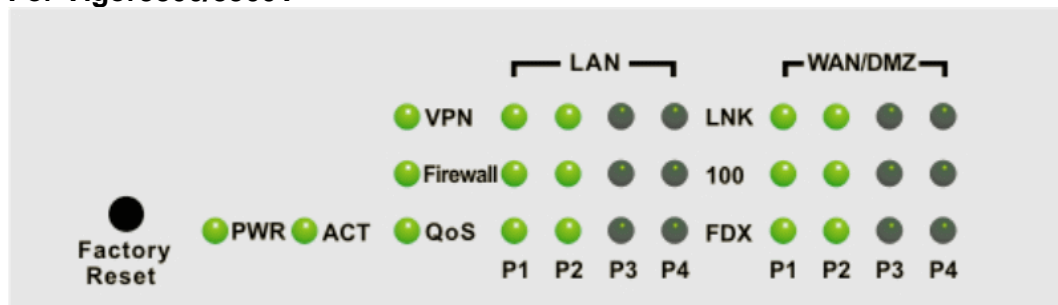 LAN WAN/DMZ
VPN LNK
Firewall 100
PWR ACT QoS FDX
Factory
Reset
P1 P2 P3 P4 P1 P2 P3 P4